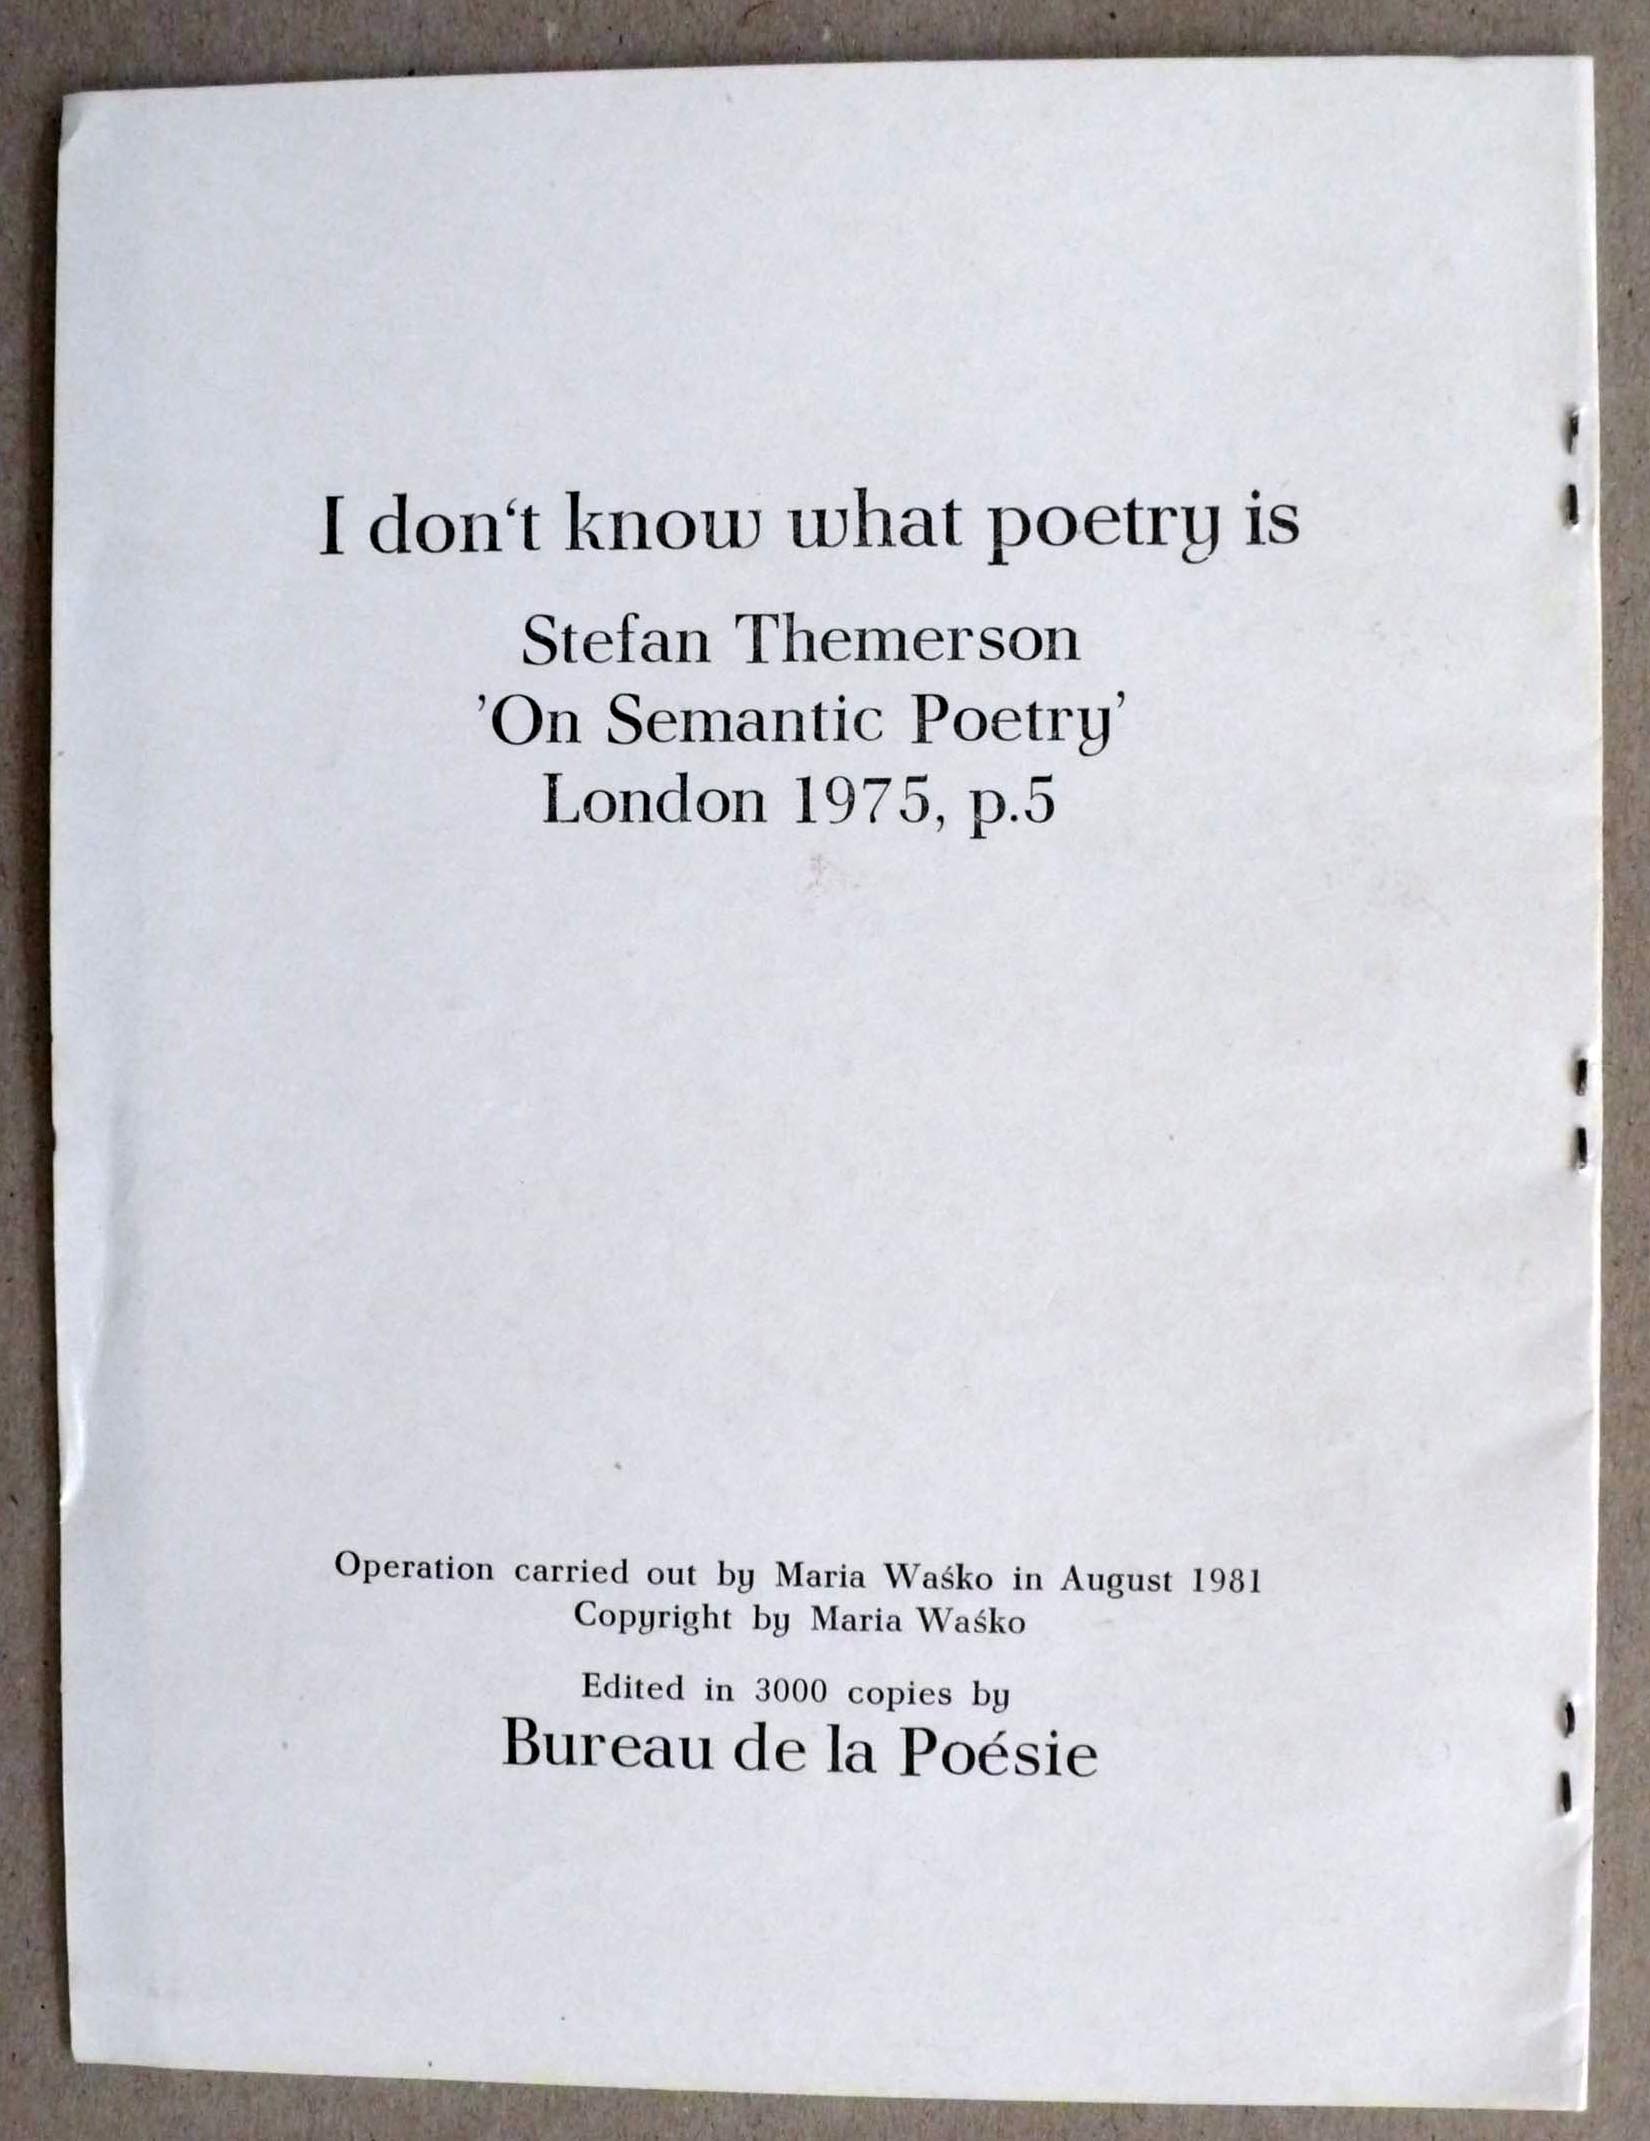 I don‘t know what poetry is
Stefan Themerson
’On Semantic Poetry’
London 1975, p.5
Operation carried out by Maria Waśko in August 1981
Copyright by Maria Waśko
Edited in 3000 copies by
Bureau de la Poésie